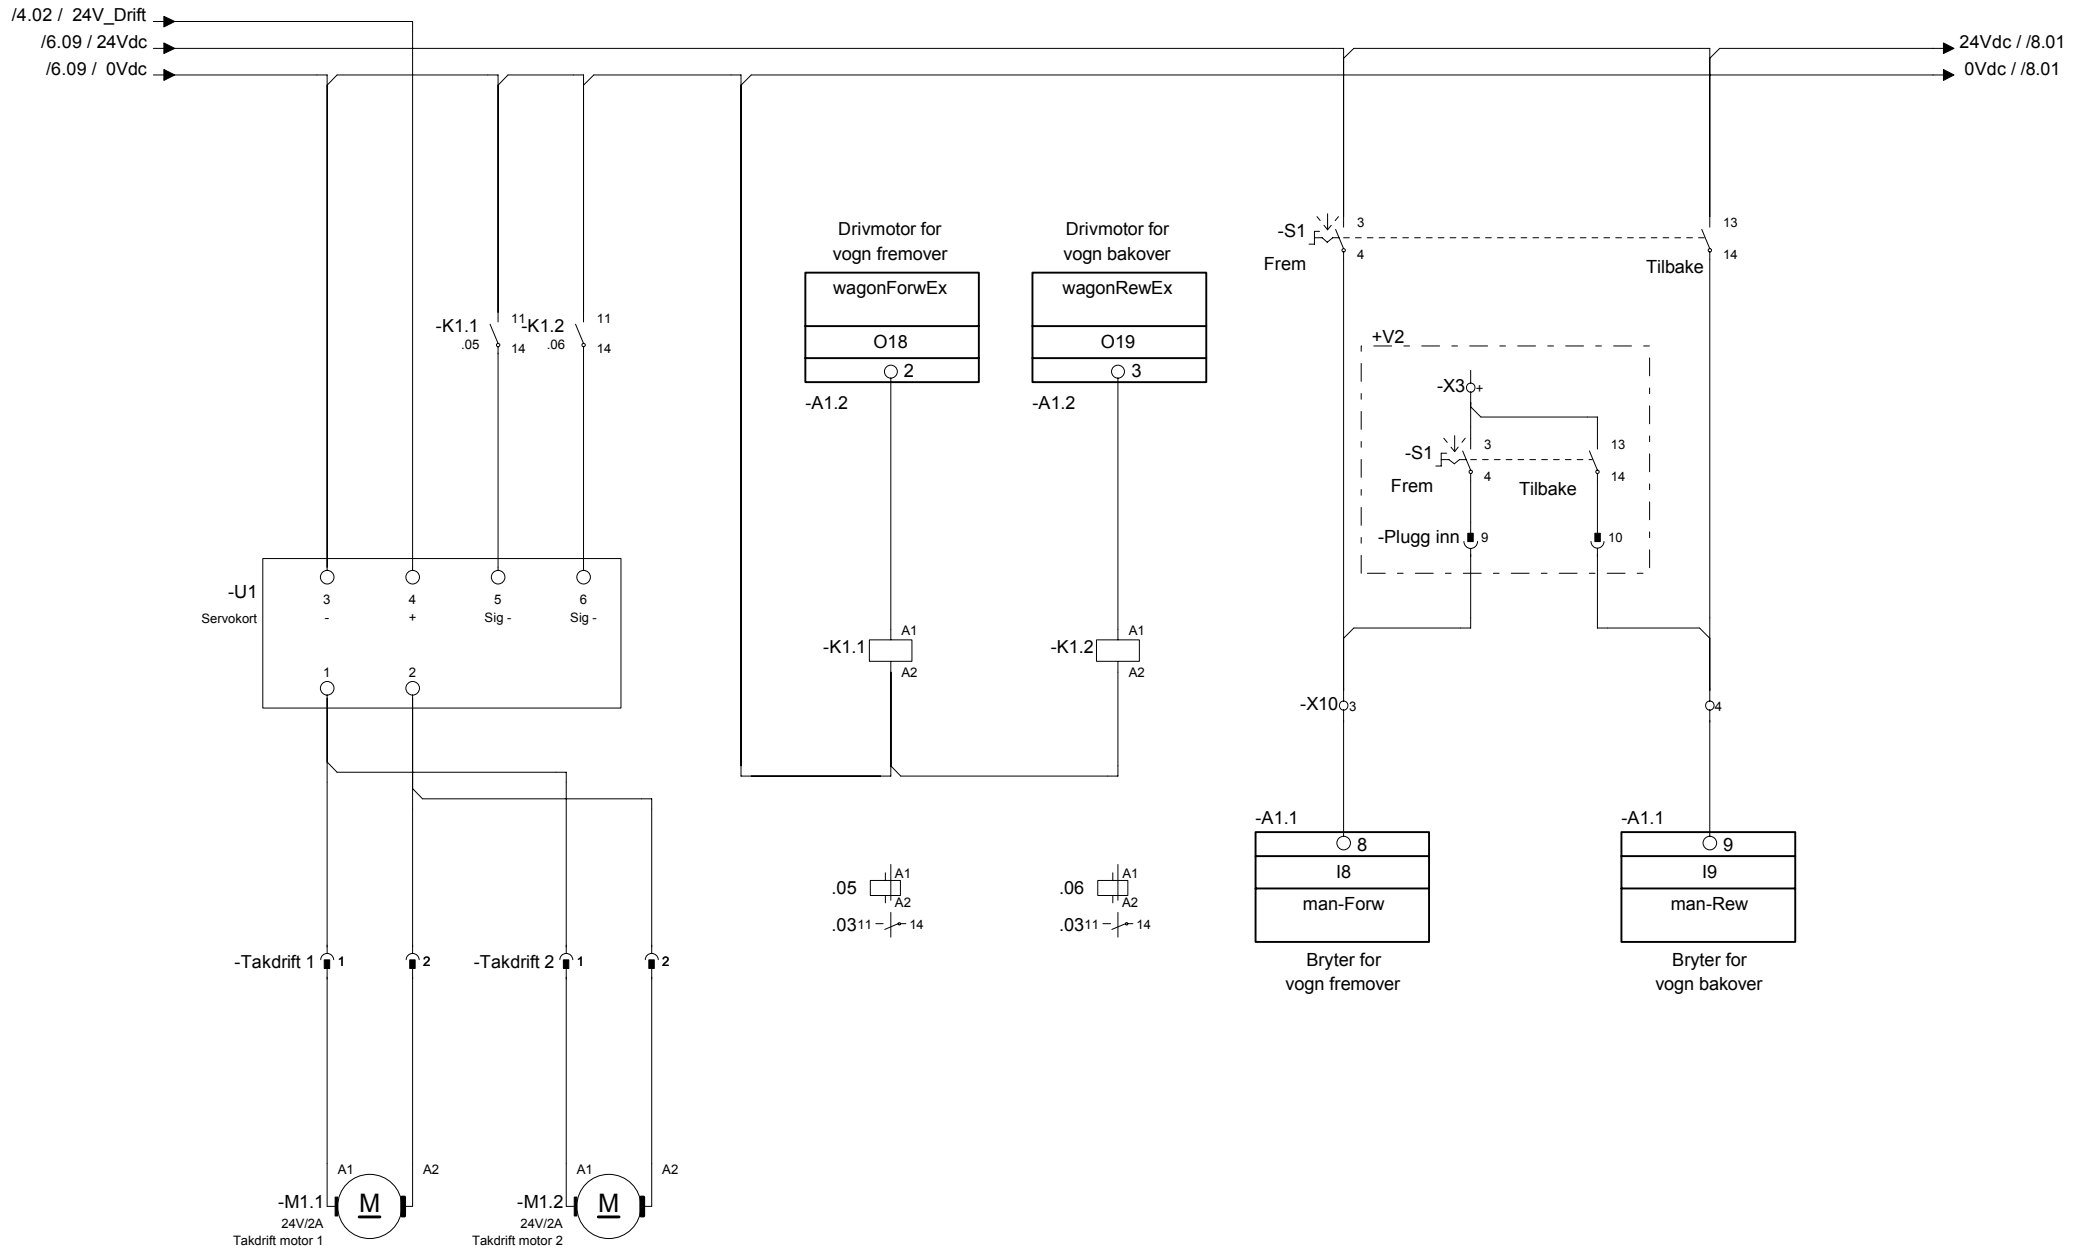 /4.02 / 24V_Drift
/6.09 / 24Vdc
24Vdc / /8.01
/6.09 / 0Vdc
0Vdc / /8.01
Drivmotor for
vogn fremover
wagonForwEx
O18
2
-A1.2
Drivmotor for
vogn bakover
wagonRewEx
O19
3
-A1.2
-S1
3
4
Frem
13
14
Tilbake
-K1.1
.05
11
14
-K1.2
.06
11
14
+V2
-X3
+
-S1
3
4
Frem
13
14
Tilbake
-Plugg inn
9
10
-U1
Servokort
3
-
4
+
5
Sig -
6
Sig -
1
2
-K1.1
A1
A2
-K1.2
A1
A2
-X10
3
4
-A1.1
8
I8
man-Forw
Bryter for
vogn fremover
-A1.1
9
I9
man-Rew
Bryter for
vogn bakover
.05
A1
A2
.03
11
14
.06
A1
A2
.03
11
14
-Takdrift 1
1
2
-Takdrift 2
1
2
A1
A2
-M1.1
M
24V/2A
Takdrift motor 1
A1
A2
-M1.2
M
24V/2A
Takdrift motor 2